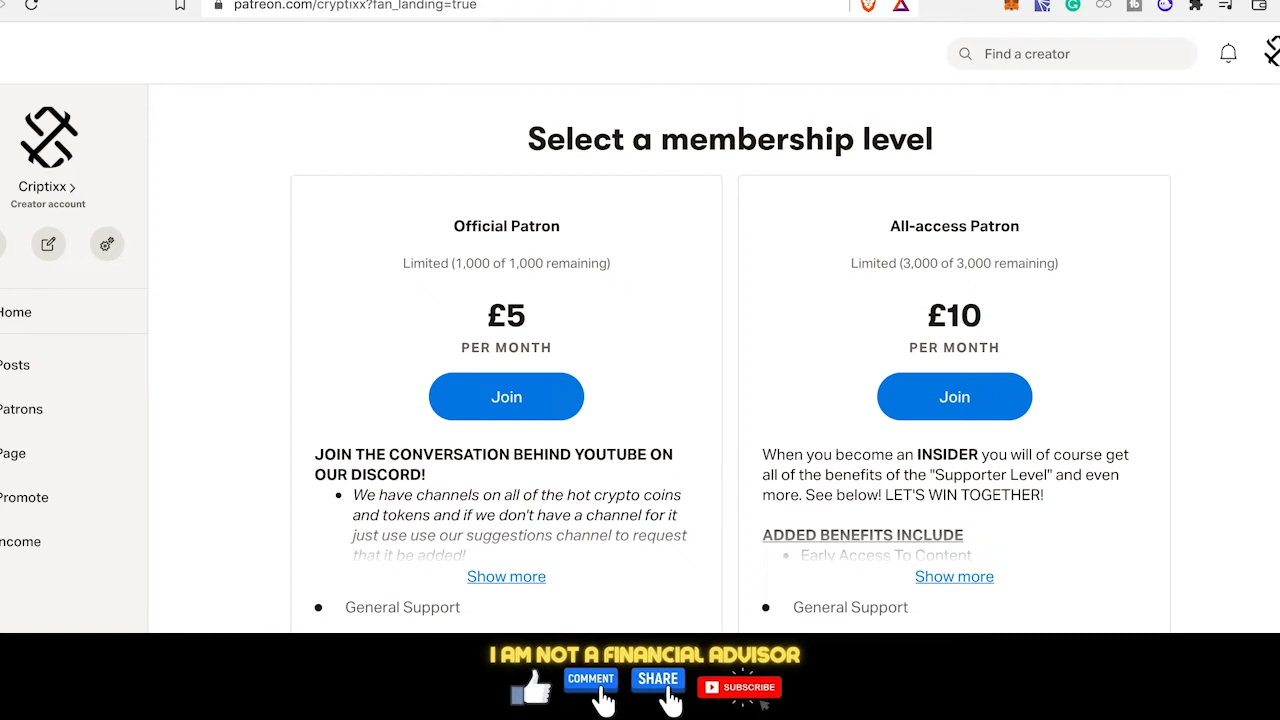 patreon.com/cryptixx?fan_landing=true
Find a creator
Criptixx >
Creator account
Home
Posts
Patrons
Page
Promote
Income
Select a membership level
Official Patron
Limited (1,000 of 1,000 remaining)
£5
PER MONTH
Join
JOIN THE CONVERSATION BEHIND YOUTUBE ON
OUR DISCORD!
We have channels on all of the hot crypto coins
and tokens and if we don't have a channel for it
just use use our suggestions channel to request
that it be added!
Show more
General Support
All-access Patron
Limited (3,000 of 3,000 remaining)
£10
PER MONTH
Join
When you become an INSIDER you will of course get
all of the benefits of the "Supporter Level" and even
more. See below! LET'S WIN TOGETHER!
ADDED BENEFITS INCLUDE
Early Access To Content
Show more
General Support
I AM NOT A FINANCIAL ADVISOR
COMMENT
SHARE
SUBSCRIBE